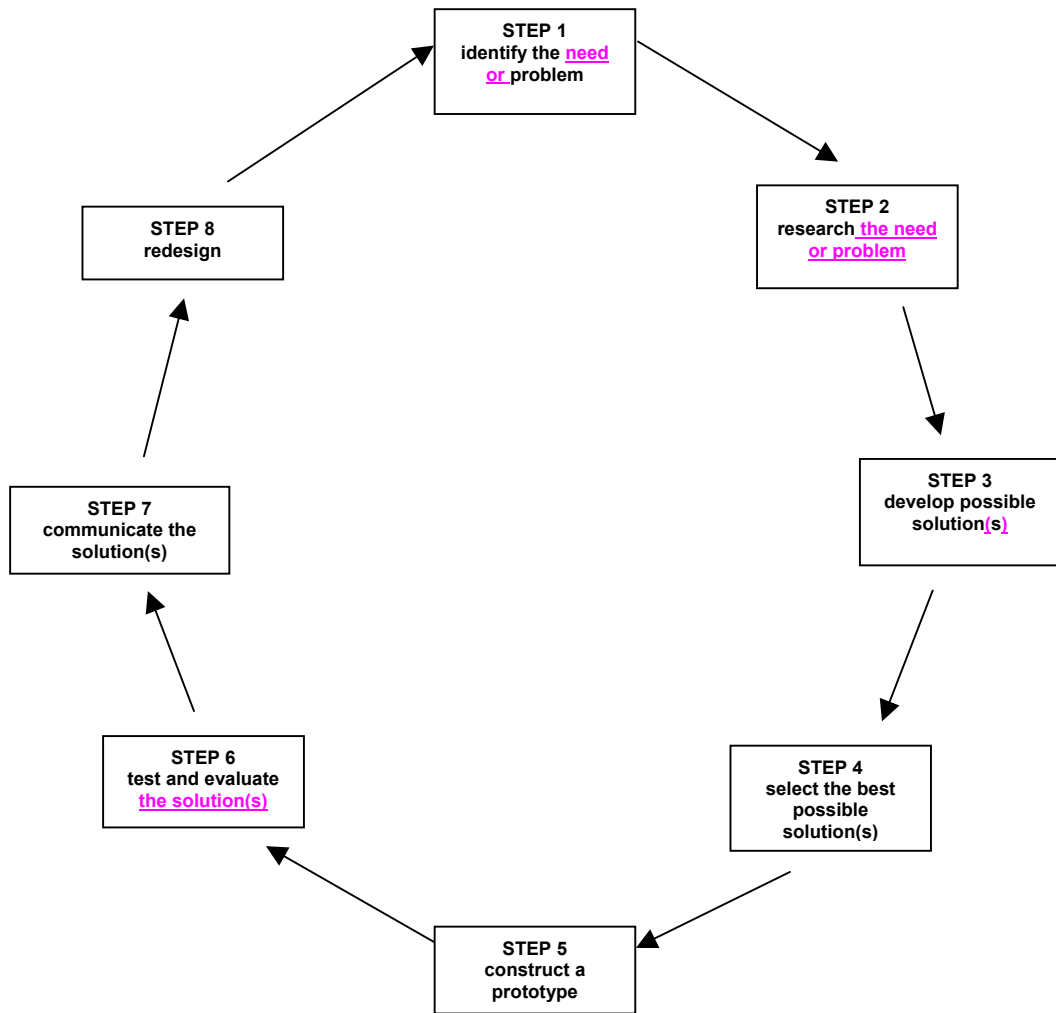 STEP 1
identify the need
or problem
STEP 2
research the need
or problem
STEP 3
develop possible
solution(s)
STEP 4
select the best
possible
solution(s)
STEP 5
construct a
prototype
STEP 6
test and evaluate
the solution(s)
STEP 7
communicate the
solution(s)
STEP 8
redesign